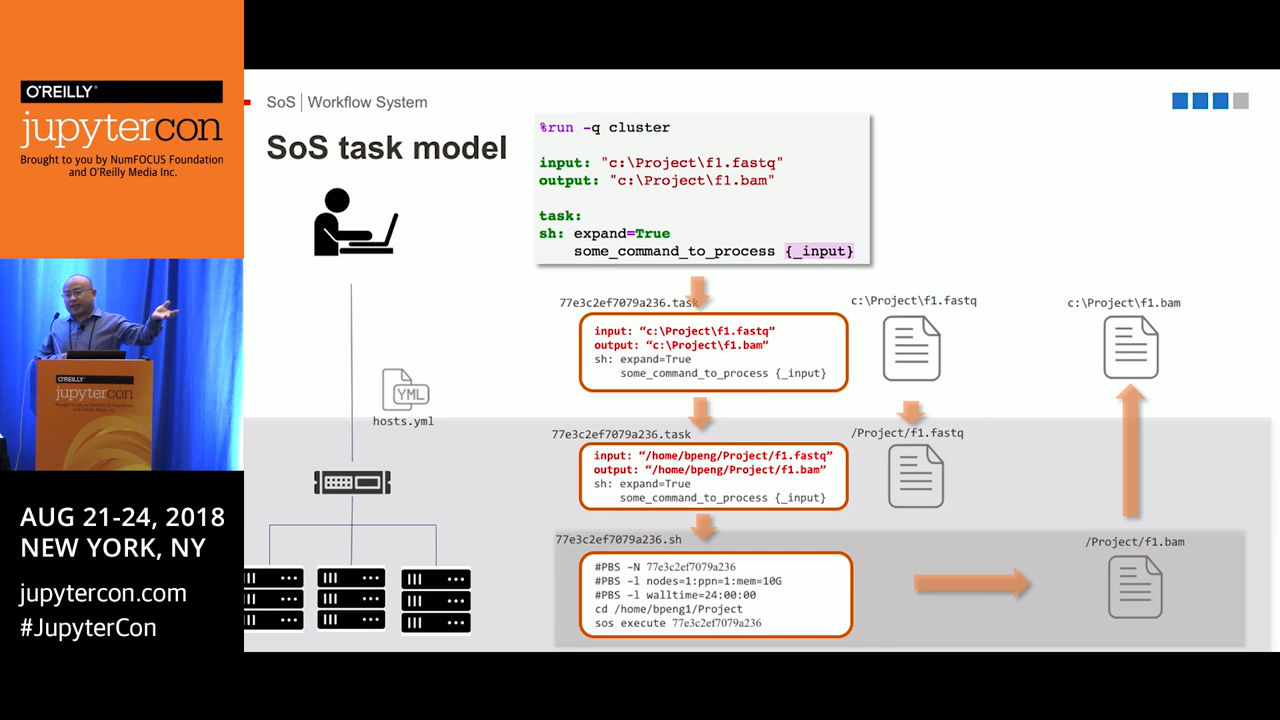 O'REILLY®
jupytercon
Brought to you by NumFOCUS Foundation
and O'Reilly Media Inc.
SoS | Workflow System
SoS task model
%run -q cluster
input: "c:\Project\f1.fastq"
output: "c:\Project\f1.bam"
task:
sh: expand=True
some_command_to_process {_input}
77e3c2ef7079a236.task
input: “c:\Project\f1.fastq”
output: “c:\Project\f1.bam”
sh: expand=True
some_command_to_process {_input}
c:\Project\f1.fastq
c:\Project\f1.bam
YML
hosts.yml
77e3c2ef7079a236.task
input: “/home/bpeng/Project/f1.fastq”
output: “/home/bpeng/Project/f1.bam”
sh: expand=True
some_command_to_process {_input}
/Project/f1.fastq
77e3c2ef7079a236.sh
#PBS -N 77e3c2ef7079a236
#PBS -l nodes=1:ppn=1:mem=10G
#PBS -l walltime=24:00:00
cd /home/bpeng1/Project
sos execute 77e3c2ef7079a236
/Project/f1.bam
O'REILLY®
jupytercon
AUG 21-24, 2018
NEW YORK, NY
jupytercon.com
#JupyterCon